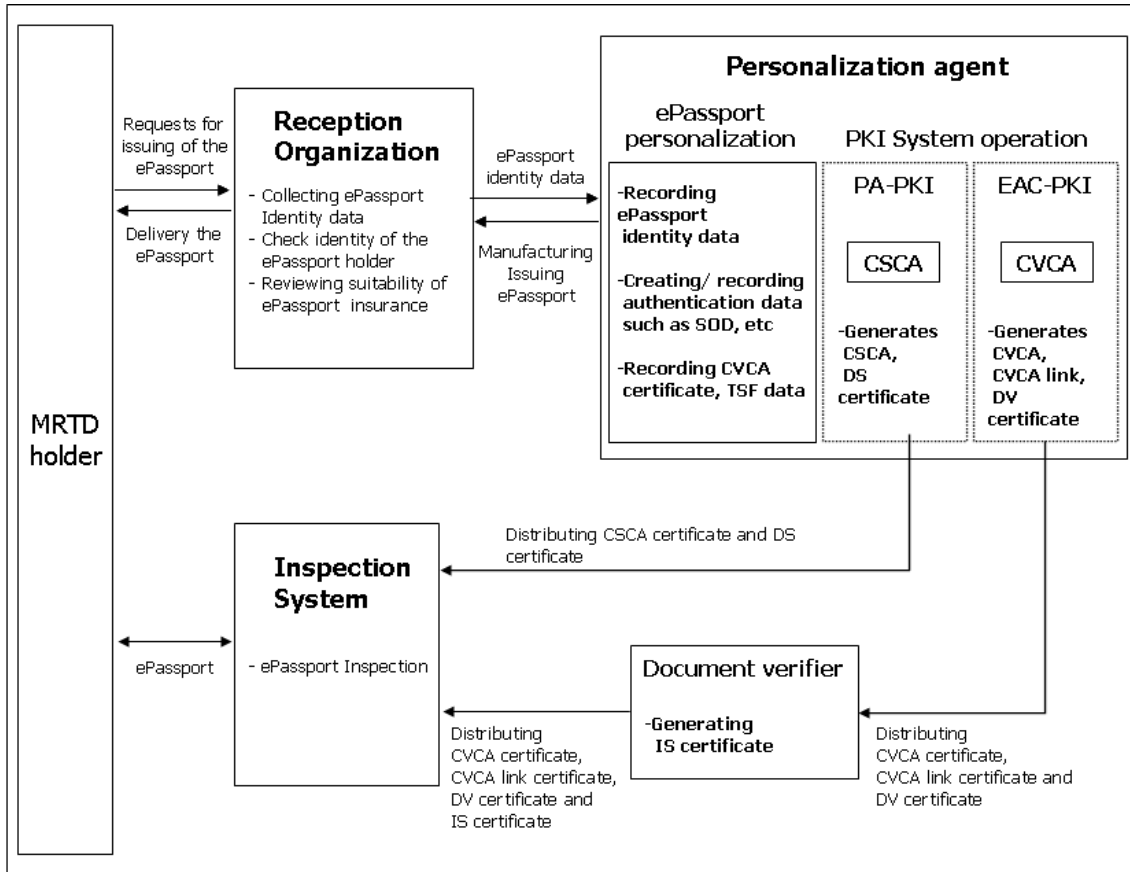 MRTD
holder
Requests for
issuing of the
ePassport
Delivery the
ePassport
Reception
Organization
- Collecting ePassport
Identity data
- Check identity of the
ePassport holder
- Reviewing suitability of
ePassport insurance
ePassport
identity data
Manufacturing
Issuing
ePassport
Personalization agent
ePassport
personalization
-Recording
ePassport
identity data
-Creating/ recording
authentication data
such as SOD, etc
-Recording CVCA
certificate, TSF data
PKI System operation
PA-PKI
CSCA
-Generates
CSCA,
DS
certificate
EAC-PKI
CVCA
-Generates
CVCA,
CVCA link,
DV
certificate
Distributing CSCA certificate and DS
certificate
Inspection
System
- ePassport Inspection
ePassport
Document verifier
-Generating
IS certificate
Distributing
CVCA certificate,
CVCA link certificate,
DV certificate and
IS certificate
Distributing
CVCA certificate,
CVCA link certificate and
DV certificate